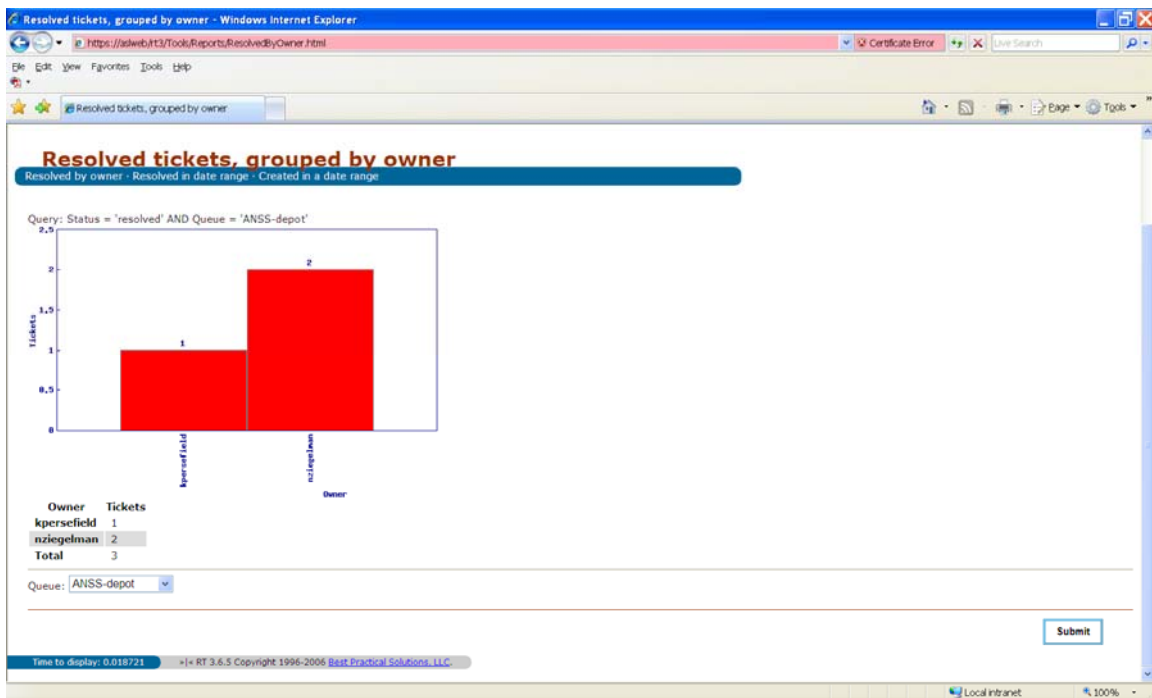 Resolved tickets, grouped by owner - Windows Internet Explorer
https://aslweb/rt3/Tools/Reports/ResolvedByOwner.html
Certificate Error
Live Search
File Edit View Favorites Tools Help
Resolved tickets, grouped by owner
Page
Tools
Resolved tickets, grouped by owner
Resolved by owner · Resolved in date range · Created in a date range
Query: Status = 'resolved' AND Queue = 'ANSS-depot'
2.5
2
1.5
1
0.5
0
Tickets
1
2
kpersefield
nziegelman
Owner
Owner Tickets
kpersefield 1
nziegelman 2
Total 3
Queue: ANSS-depot
Submit
Time to display: 0.018721
»|« RT 3.6.5 Copyright 1996-2006 Best Practical Solutions, LLC.
Local intranet
100%